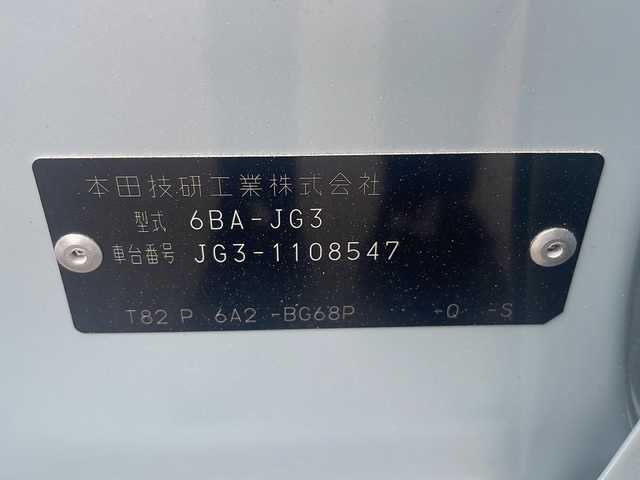 本田技研工業株式会社
型式 6BA-JG3
車台番号 JG3-1108547
T82 P 6A2 -BG68P -Q -S